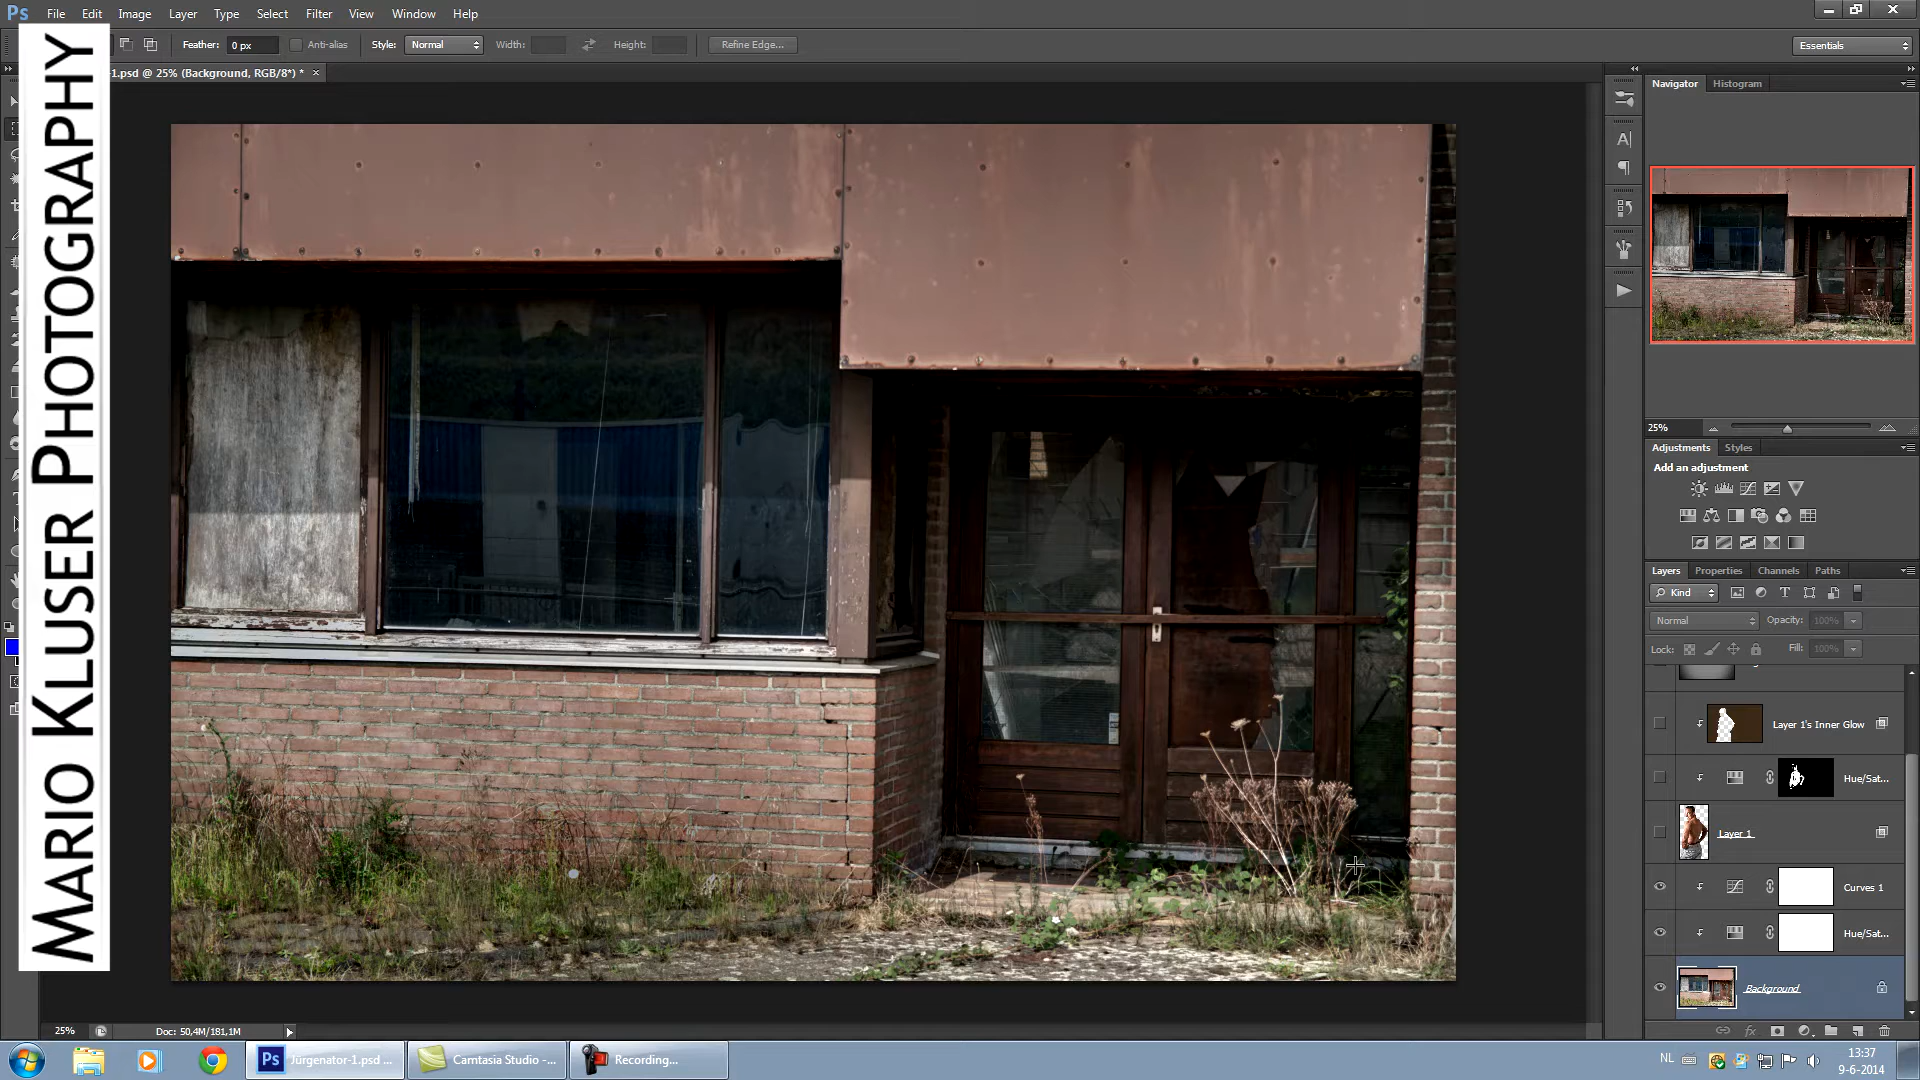 Ps File Edit Image Layer Type Select Filter View Window Help
Feather: 0 px Anti-alias Style: Normal Width: Height: Refine Edge... Essentials
-1.psd @ 25% (Background, RGB/8*) * ×
MARIO KLUSER PHOTOGRAPHY
Navigator Histogram
25%
Adjustments Styles
Add an adjustment
Layers Properties Channels Paths
Kind
Normal Opacity: 100%
Lock: Fill: 100%
Layer 1's Inner Glow
Hue/Sat...
Layer 1
Curves 1
Hue/Sat...
Background
fx
25% Doc: 50,4M/181,1M
Ps Jürgenator-1.psd ... Camtasia Studio -... Recording... NL 13:37
9-6-2014